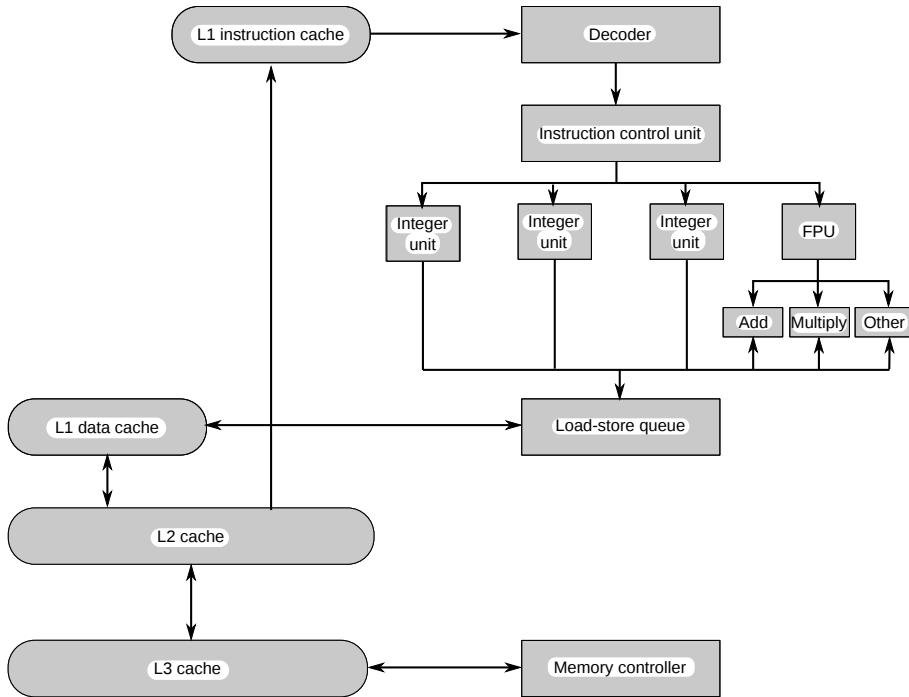 L1 instruction cache
Decoder
Instruction control unit
Integer
unit
Integer
unit
Integer
unit
FPU
Add
Multiply
Other
L1 data cache
Load-store queue
L2 cache
L3 cache
Memory controller